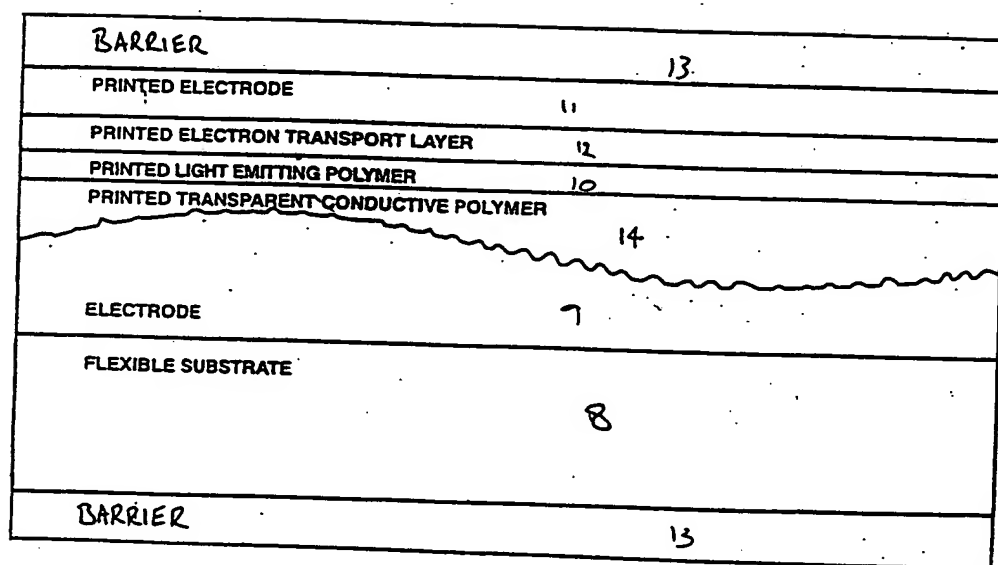 BARRIER 13.
PRINTED ELECTRODE 11
PRINTED ELECTRON TRANSPORT LAYER 12
PRINTED LIGHT EMITTING POLYMER 10
PRINTED TRANSPARENT CONDUCTIVE POLYMER 14
ELECTRODE 9
FLEXIBLE SUBSTRATE 8
BARRIER 13